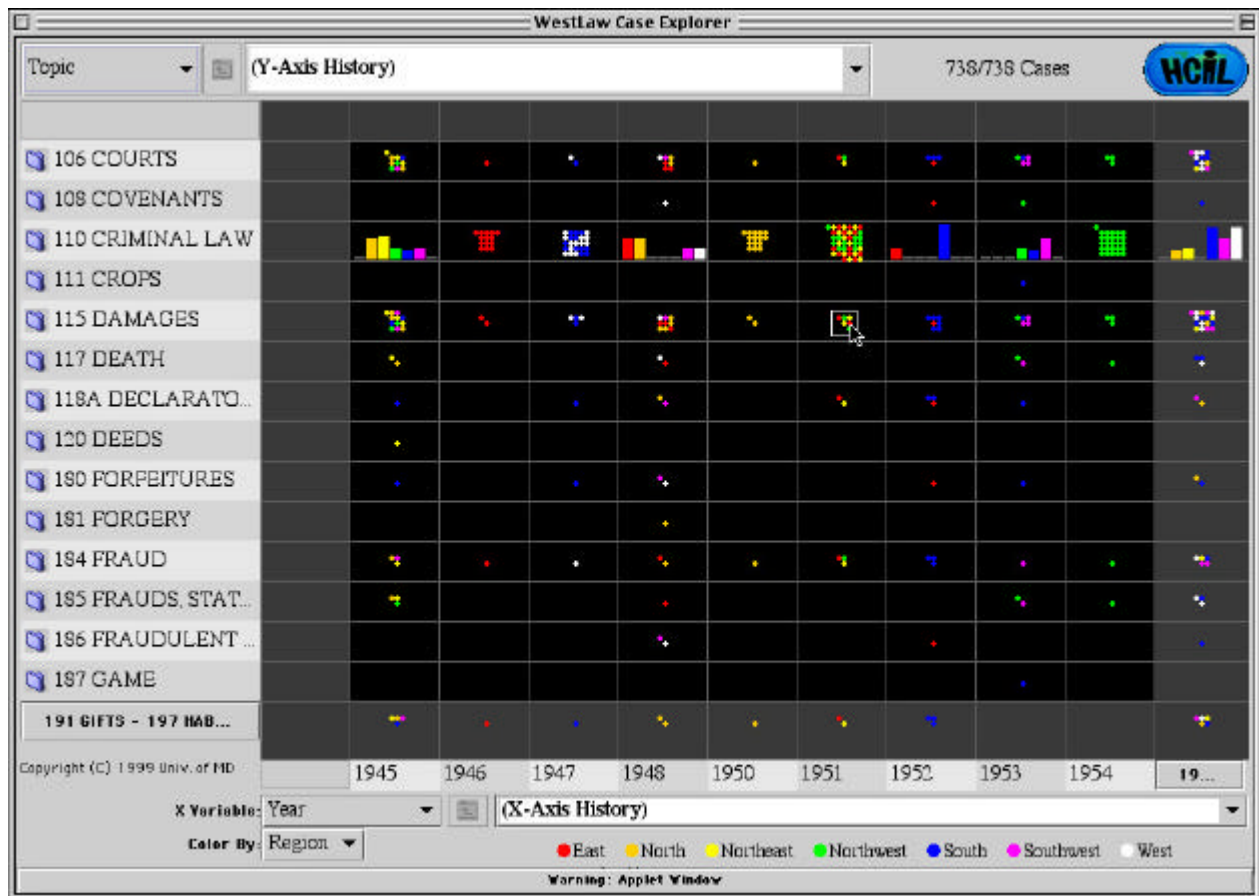 WestLaw Case Explorer
Topic (Y-Axis History) 738/738 Cases HCIL
106 COURTS
108 COVENANTS
110 CRIMINAL LAW
111 CROPS
115 DAMAGES
117 DEATH
118A DECLARATO...
120 DEEDS
180 FORFEITURES
181 FORGERY
184 FRAUD
185 FRAUDS, STAT...
186 FRAUDULENT ...
187 GAME
191 GIFTS - 197 HAB...
Copyright (C) 1999 Univ. of MD 1945 1946 1947 1948 1950 1951 1952 1953 1954 19...
X Variable: Year (X-Axis History)
Color By: Region East North Northeast Northwest South Southwest West
Warning: Applet Window